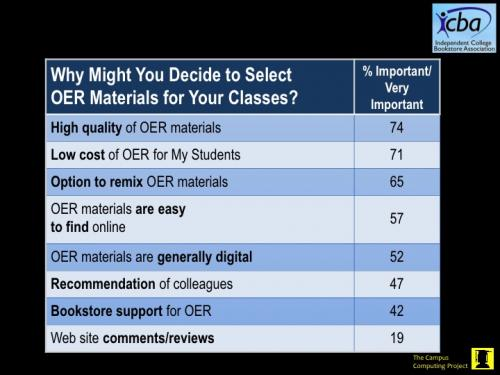 icba
Independent College
Bookstore Association
Why Might You Decide to Select
OER Materials for Your Classes?
% Important/
Very
Important
High quality of OER materials 74
Low cost of OER for My Students 71
Option to remix OER materials 65
OER materials are easy
to find online 57
OER materials are generally digital 52
Recommendation of colleagues 47
Bookstore support for OER 42
Web site comments/reviews 19
The Campus
Computing Project